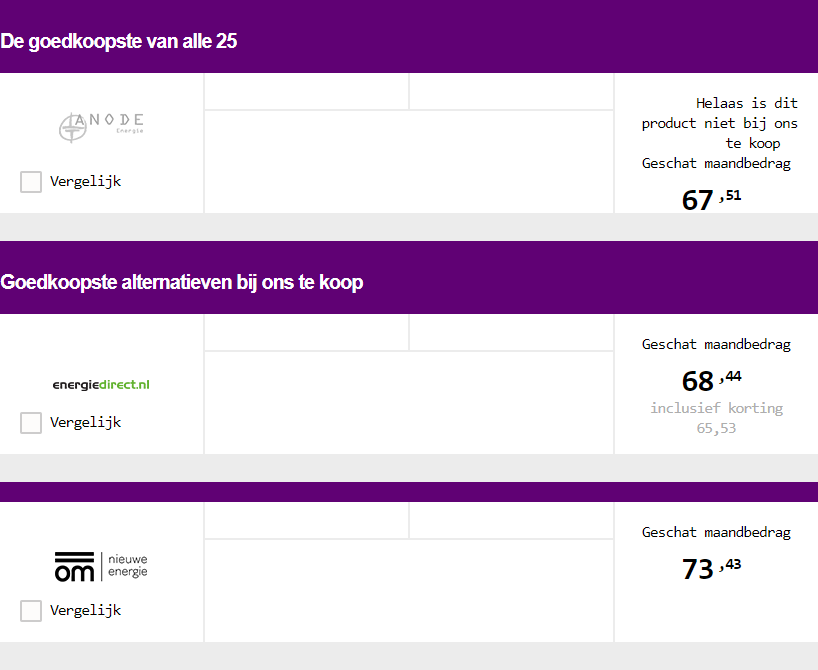 De goedkoopste van alle 25
ANODE
Energie
Helaas is dit
product niet bij ons
te koop
Geschat maandbedrag
67 ,51
Vergelijk
Goedkoopste alternatieven bij ons te koop
energiedirect.nl
Geschat maandbedrag
68 ,44
inclusief korting
65,53
Vergelijk
om nieuwe
energie
Geschat maandbedrag
73 ,43
Vergelijk